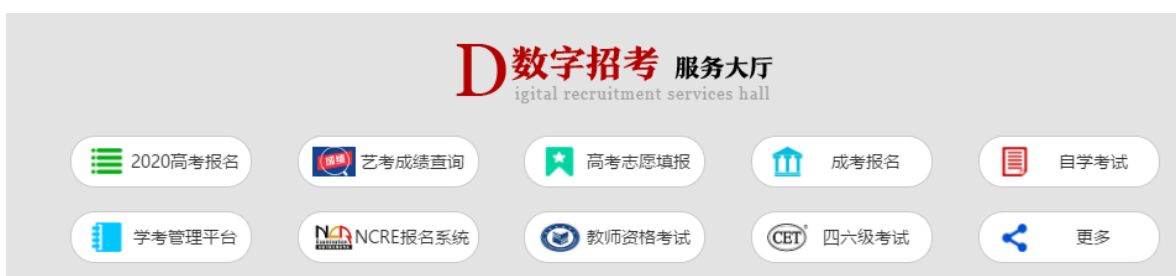 D数字招考 服务大厅
igital recruitment services hall
2020高考报名 成绩 艺考成绩查询 高考志愿填报 成考报名 自学考试
学考管理平台 NCRE报名系统 教师资格考试 CET 四六级考试 更多